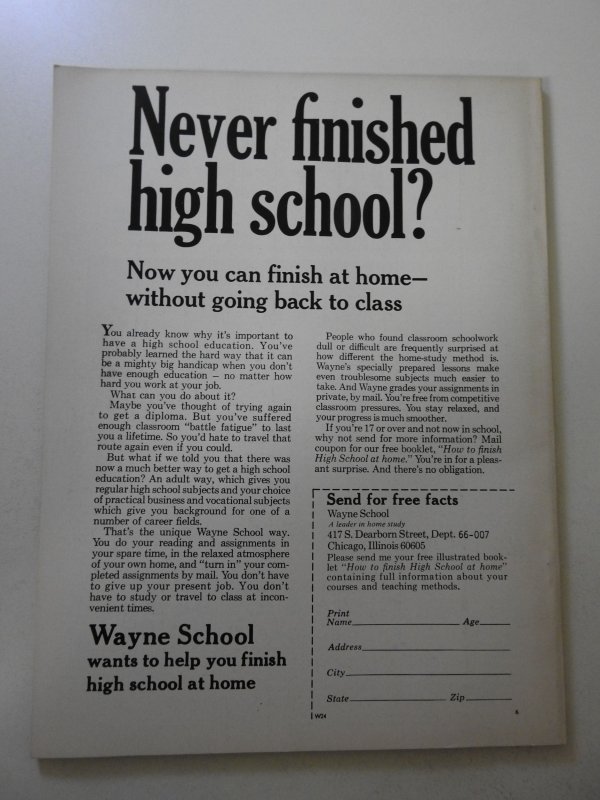 Never finished
high school?
Now you can finish at home—
without going back to class
You already know why it's important to
have a high school education. You've
probably learned the hard way that it can
be a mighty big handicap when you don't
have enough education — no matter how
hard you work at your job.
What can you do about it?
Maybe you've thought of trying again
to get a diploma. But you've suffered
enough classroom "battle fatigue" to last
you a lifetime. So you'd hate to travel that
route again even if you could.
But what if we told you that there was
now a much better way to get a high school
education? An adult way, which gives you
regular high school subjects and your choice
of practical business and vocational subjects
which give you background for one of a
number of career fields.
That's the unique Wayne School way.
You do your reading and assignments in
your spare time, in the relaxed atmosphere
of your own home, and "turn in" your com-
pleted assignments by mail. You don't have
to give up your present job. You don't
have to study or travel to class at incon-
venient times.
Wayne School
wants to help you finish
high school at home
People who found classroom schoolwork
dull or difficult are frequently surprised at
how different the home-study method is.
Wayne's specially prepared lessons make
even troublesome subjects much easier to
take. And Wayne grades your assignments in
private, by mail. You're free from competitive
classroom pressures. You stay relaxed, and
your progress is much smoother.
If you're 17 or over and not now in school,
why not send for more information? Mail
coupon for our free booklet, "How to finish
High School at home." You're in for a pleas-
ant surprise. And there's no obligation.
Send for free facts
Wayne School
A leader in home study
417 S. Dearborn Street, Dept. 66-007
Chicago, Illinois 60605
Please send me your free illustrated book-
let "How to finish High School at home"
containing full information about your
courses and teaching methods.
Print
Name Age
Address
City
State Zip
W24 6